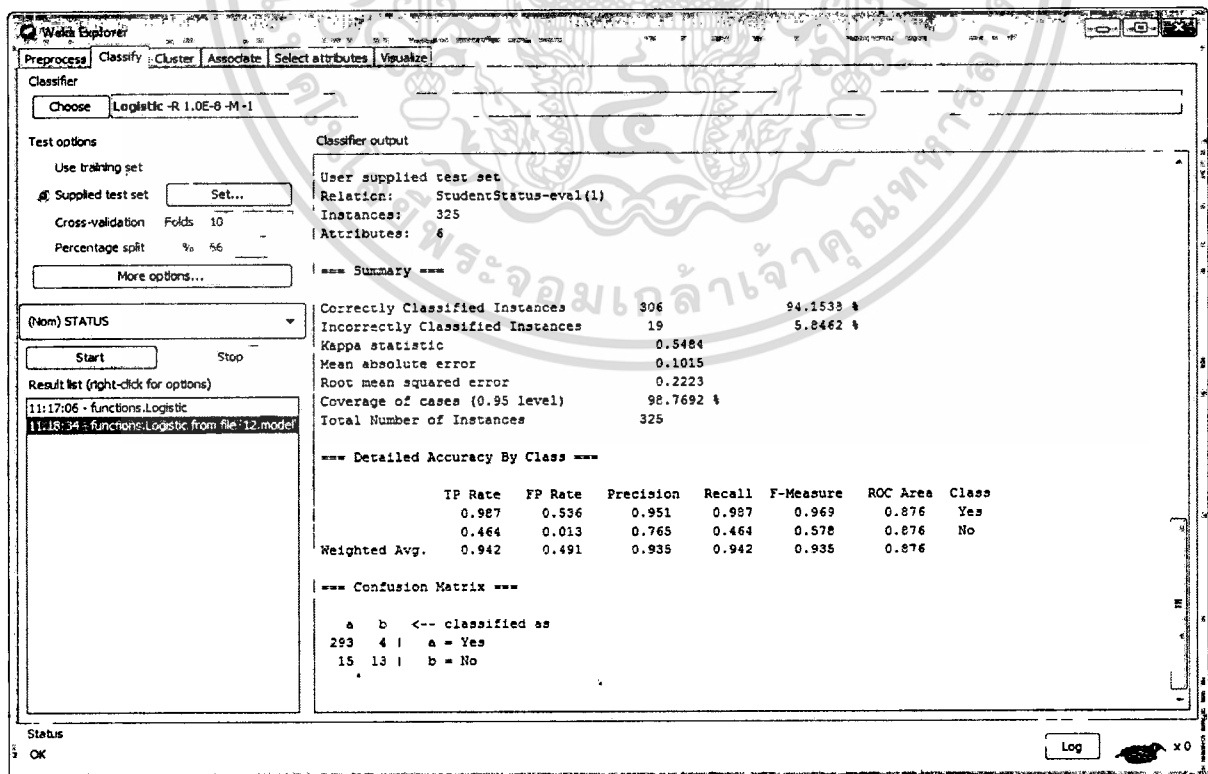 Weka Explorer
Preprocess Classify Cluster Associate Select attributes Visualize
Classifier
Choose Logistic -R 1.0E-8 -M -1
Test options
Use training set
Supplied test set Set...
Cross-validation Folds 10
Percentage split % 66
More options...
(Nom) STATUS
Start Stop
Result list (right-click for options)
11:17:06 - functions.Logistic
11:18:34 - functions.Logistic from file '12.model'
Classifier output
User supplied test set
Relation: StudentStatus-eval(1)
Instances: 325
Attributes: 6
=== Summary ===
Correctly Classified Instances 306 94.1538 %
Incorrectly Classified Instances 19 5.8462 %
Kappa statistic 0.5484
Mean absolute error 0.1015
Root mean squared error 0.2223
Coverage of cases (0.95 level) 98.7692 %
Total Number of Instances 325
=== Detailed Accuracy By Class ===
TP Rate FP Rate Precision Recall F-Measure ROC Area Class
0.987 0.536 0.951 0.987 0.969 0.876 Yes
0.464 0.013 0.765 0.464 0.578 0.876 No
Weighted Avg. 0.942 0.491 0.935 0.942 0.935 0.876
=== Confusion Matrix ===
a b <-- classified as
293 4 | a = Yes
15 13 | b = No
Status
OK
Log
x 0